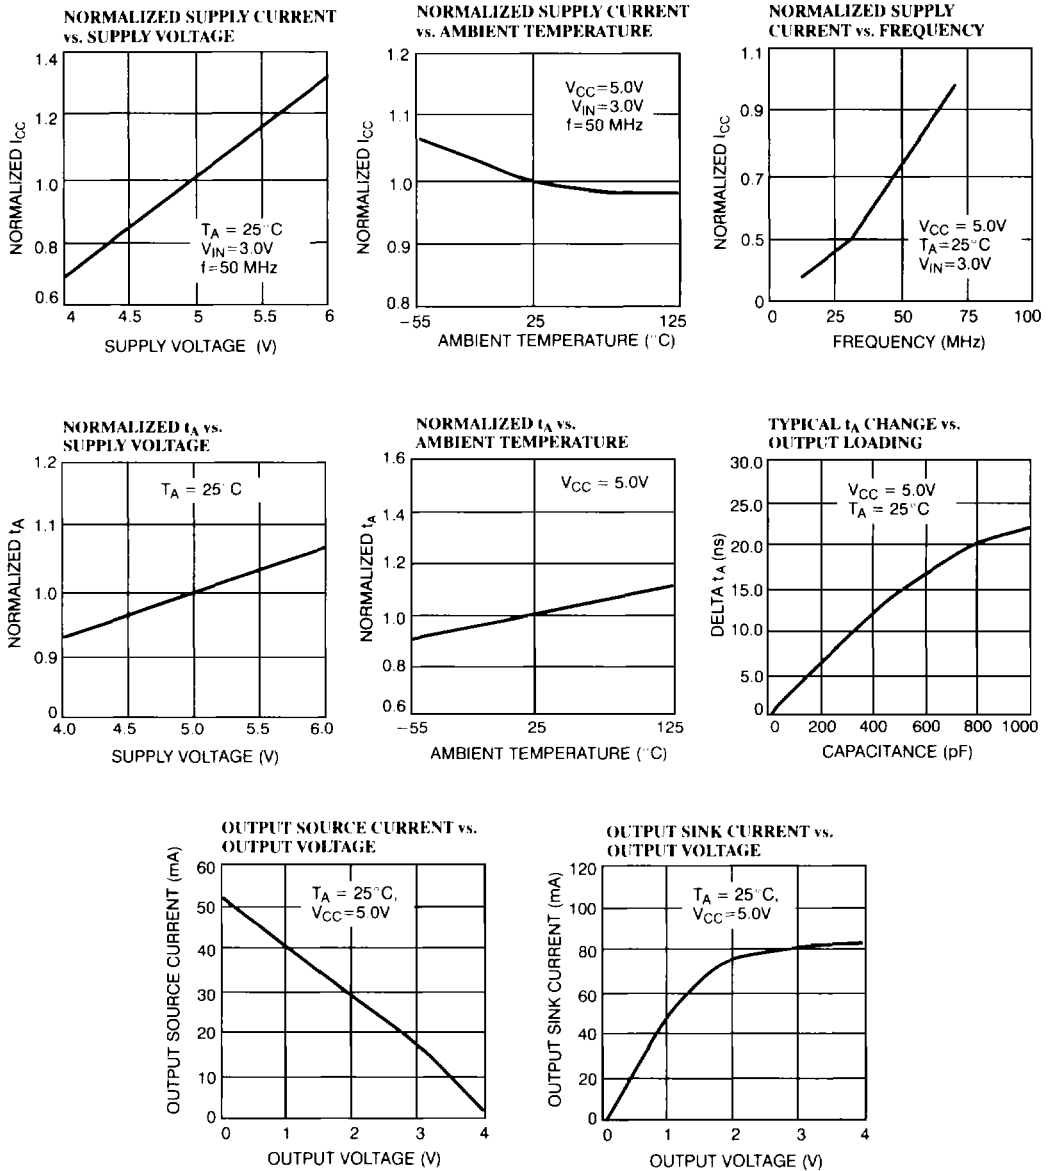 NORMALIZED SUPPLY CURRENT
vs. SUPPLY VOLTAGE
1.4
1.2
1.0
0.8
0.6
NORMALIZED ICC
TA = 25°C
VIN=3.0V
f=50 MHz
4 4.5 5 5.5 6
SUPPLY VOLTAGE (V)
NORMALIZED SUPPLY CURRENT
vs. AMBIENT TEMPERATURE
1.2
1.1
1.0
0.9
0.8
NORMALIZED ICC
VCC=5.0V
VIN=3.0V
f=50 MHz
−55 25 125
AMBIENT TEMPERATURE (°C)
NORMALIZED SUPPLY
CURRENT vs. FREQUENCY
1.1
0.9
0.7
0.5
0
NORMALIZED ICC
VCC = 5.0V
TA=25°C
VIN=3.0V
0 25 50 75 100
FREQUENCY (MHz)
NORMALIZED tA vs.
SUPPLY VOLTAGE
1.2
1.1
1.0
0.9
0
NORMALIZED tA
TA = 25°C
4.0 4.5 5.0 5.5 6.0
SUPPLY VOLTAGE (V)
NORMALIZED tA vs.
AMBIENT TEMPERATURE
1.6
1.4
1.2
1.0
0.8
0.6
NORMALIZED tA
VCC = 5.0V
−55 25 125
AMBIENT TEMPERATURE (°C)
TYPICAL tA CHANGE vs.
OUTPUT LOADING
30.0
25.0
20.0
15.0
10.0
5.0
0
DELTA tA (ns)
VCC = 5.0V
TA = 25°C
0 200 400 600 800 1000
CAPACITANCE (pF)
OUTPUT SOURCE CURRENT vs.
OUTPUT VOLTAGE
60
50
40
30
20
10
0
OUTPUT SOURCE CURRENT (mA)
TA = 25°C,
VCC=5.0V
0 1 2 3 4
OUTPUT VOLTAGE (V)
OUTPUT SINK CURRENT vs.
OUTPUT VOLTAGE
120
100
80
60
40
20
0
OUTPUT SINK CURRENT (mA)
TA = 25°C,
VCC=5.0V
0 1 2 3 4
OUTPUT VOLTAGE (V)